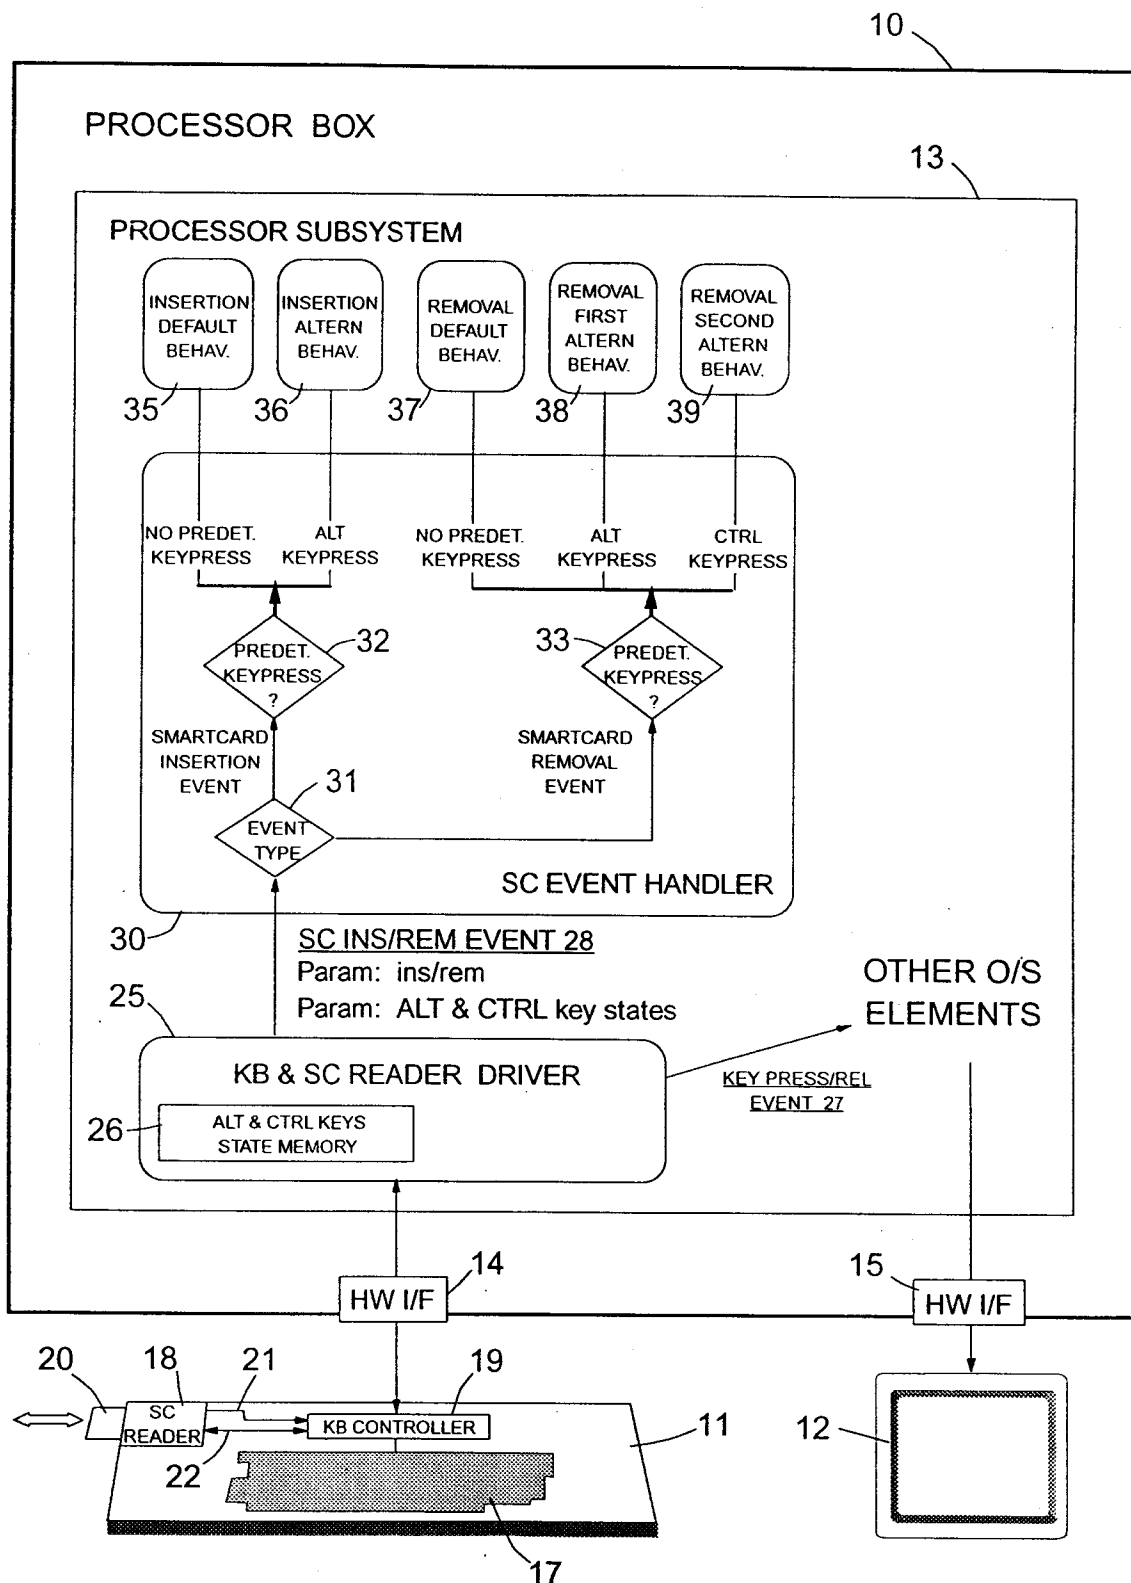 10
PROCESSOR BOX
13
PROCESSOR SUBSYSTEM
INSERTION
DEFAULT
BEHAV.
INSERTION
ALTERN
BEHAV.
REMOVAL
DEFAULT
BEHAV.
REMOVAL
FIRST
ALTERN
BEHAV.
REMOVAL
SECOND
ALTERN
BEHAV.
35
36
37
38
39
NO PREDET.
KEYPRESS
ALT
KEYPRESS
NO PREDET.
KEYPRESS
ALT
KEYPRESS
CTRL
KEYPRESS
32
PREDET.
KEYPRESS
?
33
PREDET.
KEYPRESS
?
SMARTCARD
INSERTION
EVENT
SMARTCARD
REMOVAL
EVENT
31
EVENT
TYPE
SC EVENT HANDLER
30
SC INS/REM EVENT 28
Param: ins/rem
Param: ALT & CTRL key states
OTHER O/S
ELEMENTS
25
KB & SC READER DRIVER
KEY PRESS/REL
EVENT 27
26
ALT & CTRL KEYS
STATE MEMORY
14
HW I/F
15
HW I/F
20
18
21
19
SC
READER
KB CONTROLLER
22
11
12
17